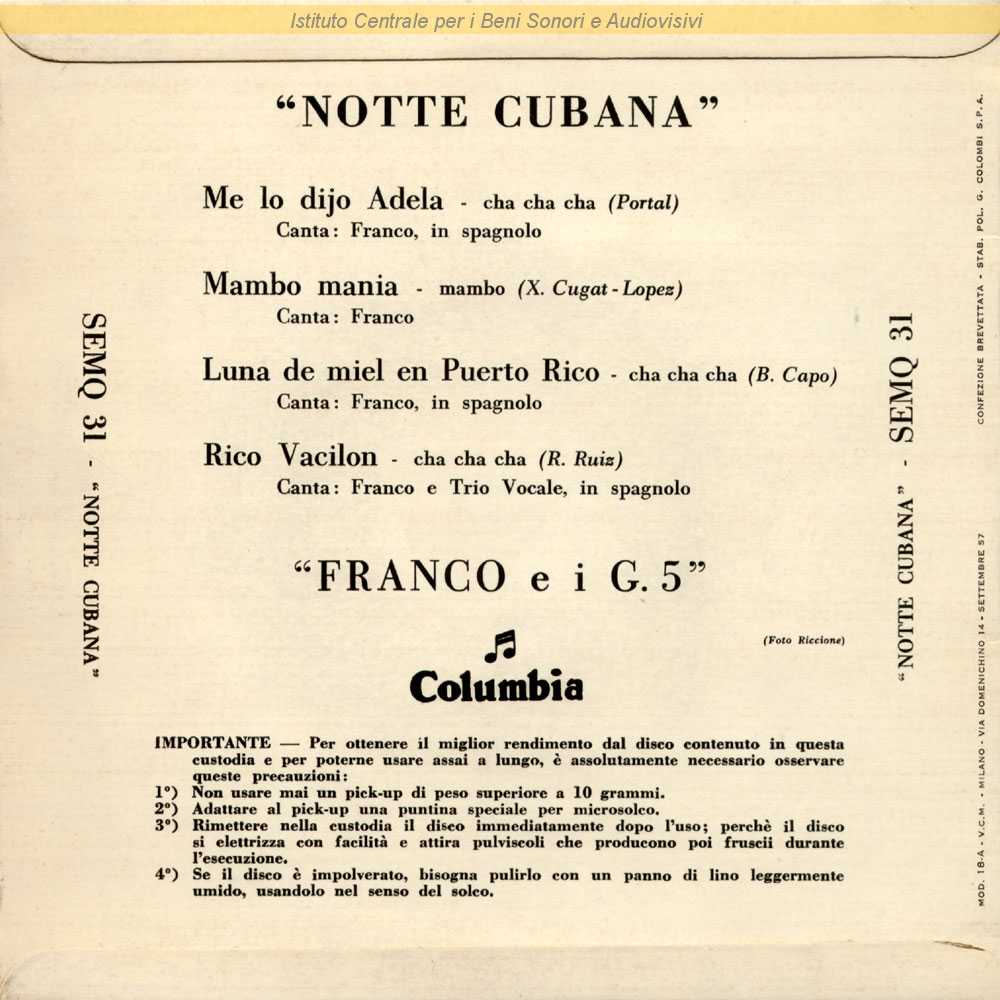 Istituto Centrale per i Beni Sonori e Audiovisivi
“NOTTE CUBANA”
Me lo dijo Adela - cha cha cha (Portal)
Canta: Franco, in spagnolo
Mambo mania - mambo (X. Cugat - Lopez)
Canta: Franco
Luna de miel en Puerto Rico - cha cha cha (B. Capo)
Canta: Franco, in spagnolo
Rico Vacilon - cha cha cha (R. Ruiz)
Canta: Franco e Trio Vocale, in spagnolo
“FRANCO e i G. 5”
(Foto Riccione)
Columbia
IMPORTANTE — Per ottenere il miglior rendimento dal disco contenuto in questa
custodia e per poterne usare assai a lungo, è assolutamente necessario osservare
queste precauzioni:
1º) Non usare mai un pick-up di peso superiore a 10 grammi.
2º) Adattare al pick-up una puntina speciale per microsolco.
3º) Rimettere nella custodia il disco immediatamente dopo l'uso; perchè il disco
si elettrizza con facilità e attira pulviscoli che producono poi fruscii durante
l'esecuzione.
4º) Se il disco è impolverato, bisogna pulirlo con un panno di lino leggermente
umido, usandolo nel senso del solco.
SEMQ 31 - “NOTTE CUBANA”
“NOTTE CUBANA” - SEMQ 31
MOD. 18-A - V.C.M. - MILANO - VIA DOMENICHINO 14 - SETTEMBRE 57
CONFEZIONE BREVETTATA - STAB. POL. G. COLOMBI S.P.A.